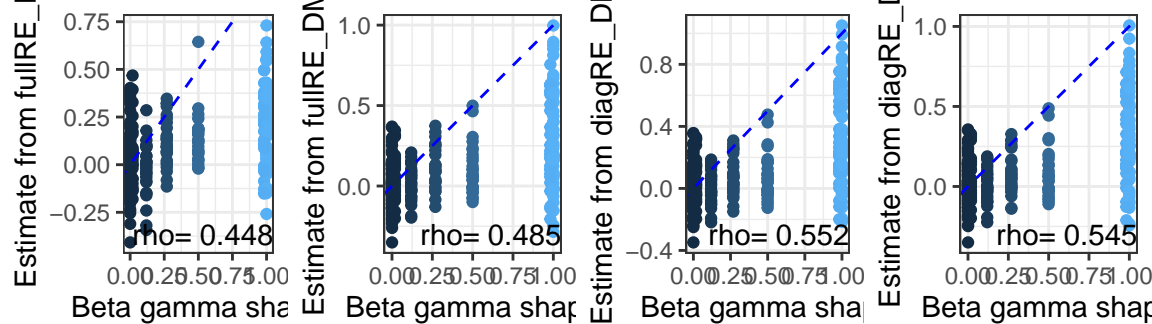 Estimate from fullRE_
0.75
0.50
0.25
0.00
−0.25
rho= 0.448
0.00 0.25 0.50 0.75 1.00
Beta gamma sha
Estimate from fullRE_DM
1.0
0.5
0.0
rho= 0.485
0.00 0.25 0.50 0.75 1.00
Beta gamma shap
Estimate from diagRE_D
0.8
0.4
0.0
−0.4
rho= 0.552
0.00 0.25 0.50 0.75 1.00
Beta gamma shap
Estimate from diagRE_D
1.0
0.5
0.0
rho= 0.545
0.00 0.25 0.50 0.75 1.00
Beta gamma shap